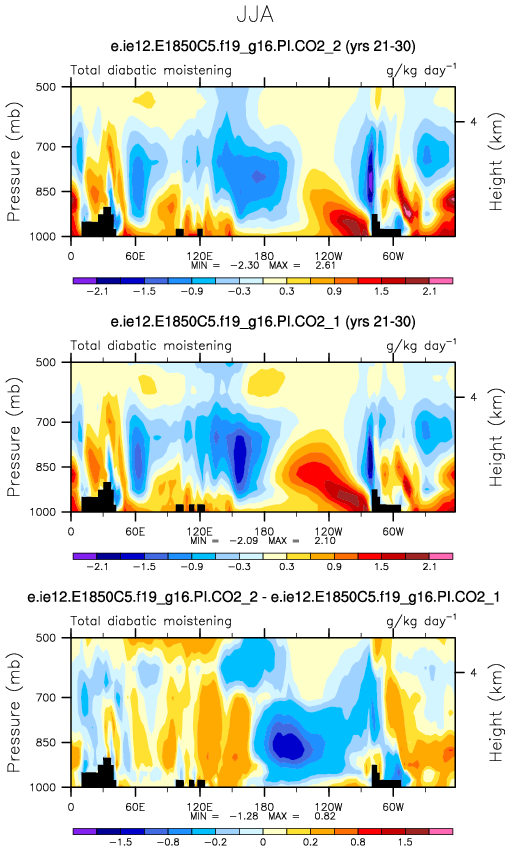 JJA
e.ie12.E1850C5.f19_g16.PI.CO2_2 (yrs 21-30)
Total diabatic moistening g/kg day⁻¹
500
700
850
1000
Pressure (mb)
4
Height (km)
0 60E 120E 180 120W 60W
MIN = -2.30 MAX = 2.61
-2.1 -1.5 -0.9 -0.3 0.3 0.9 1.5 2.1
e.ie12.E1850C5.f19_g16.PI.CO2_1 (yrs 21-30)
Total diabatic moistening g/kg day⁻¹
500
700
850
1000
Pressure (mb)
4
Height (km)
0 60E 120E 180 120W 60W
MIN = -2.09 MAX = 2.10
-2.1 -1.5 -0.9 -0.3 0.3 0.9 1.5 2.1
e.ie12.E1850C5.f19_g16.PI.CO2_2 - e.ie12.E1850C5.f19_g16.PI.CO2_1
Total diabatic moistening g/kg day⁻¹
500
700
850
1000
Pressure (mb)
4
Height (km)
0 60E 120E 180 120W 60W
MIN = -1.28 MAX = 0.82
-1.5 -0.8 -0.2 0 0.2 0.8 1.5